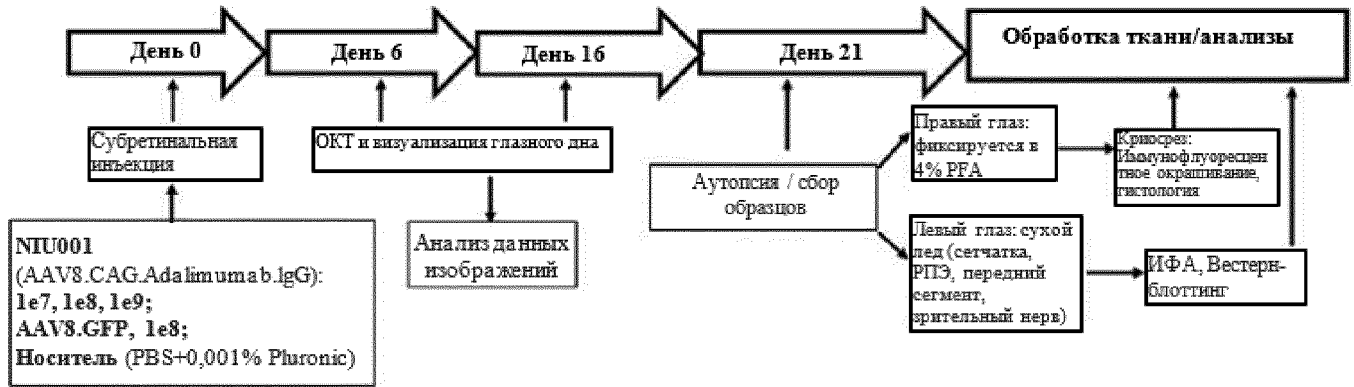 День 0
День 6
День 16
День 21
Обработка ткани/анализы
Субретинальная
инъекция
ОКТ и визуализация глазного дна
Аутопсия / сбор
образцов
Правый глаз:
фиксируется в
4% PFA
Криосрез:
Иммунофлуоресцен
тное окрашивание,
гистология
NIU001
(AAV8.CAG.Adalimumab.IgG):
1e7, 1e8, 1e9;
AAV8.GFP, 1e8;
Носитель (PBS+0,001% Pluronic)
Анализ данных
изображений
Левый глаз: сухой
лед (сетчатка,
РПЭ, передний
сегмент,
зрительный нерв)
ИФА, Вестерн-
блоттинг